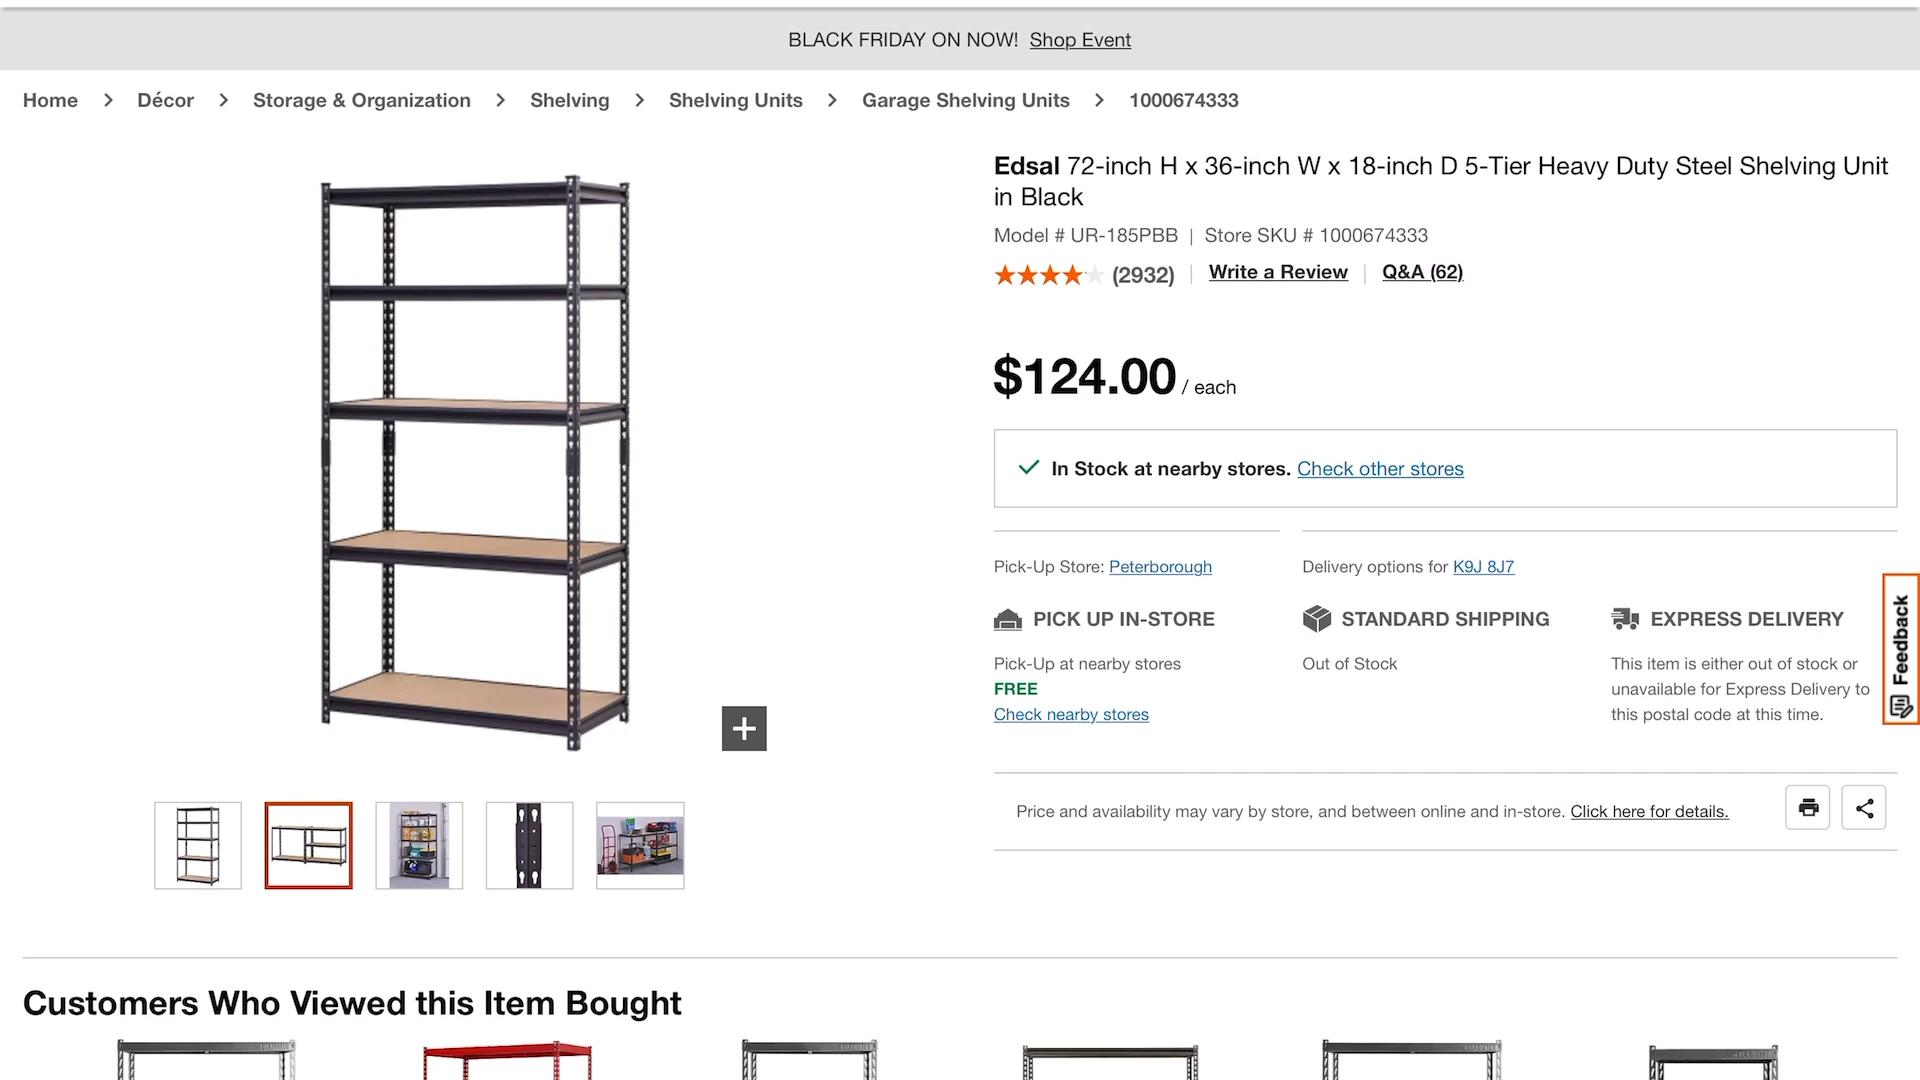 BLACK FRIDAY ON NOW! Shop Event
Home > Décor > Storage & Organization > Shelving > Shelving Units > Garage Shelving Units > 1000674333
Edsal 72-inch H x 36-inch W x 18-inch D 5-Tier Heavy Duty Steel Shelving Unit
in Black
Model # UR-185PBB | Store SKU # 1000674333
(2932) | Write a Review | Q&A (62)
$124.00 / each
In Stock at nearby stores. Check other stores
Pick-Up Store: Peterborough
Delivery options for K9J 8J7
PICK UP IN-STORE
Pick-Up at nearby stores
FREE
Check nearby stores
STANDARD SHIPPING
Out of Stock
EXPRESS DELIVERY
This item is either out of stock or
unavailable for Express Delivery to
this postal code at this time.
Feedback
Price and availability may vary by store, and between online and in-store. Click here for details.
Customers Who Viewed this Item Bought